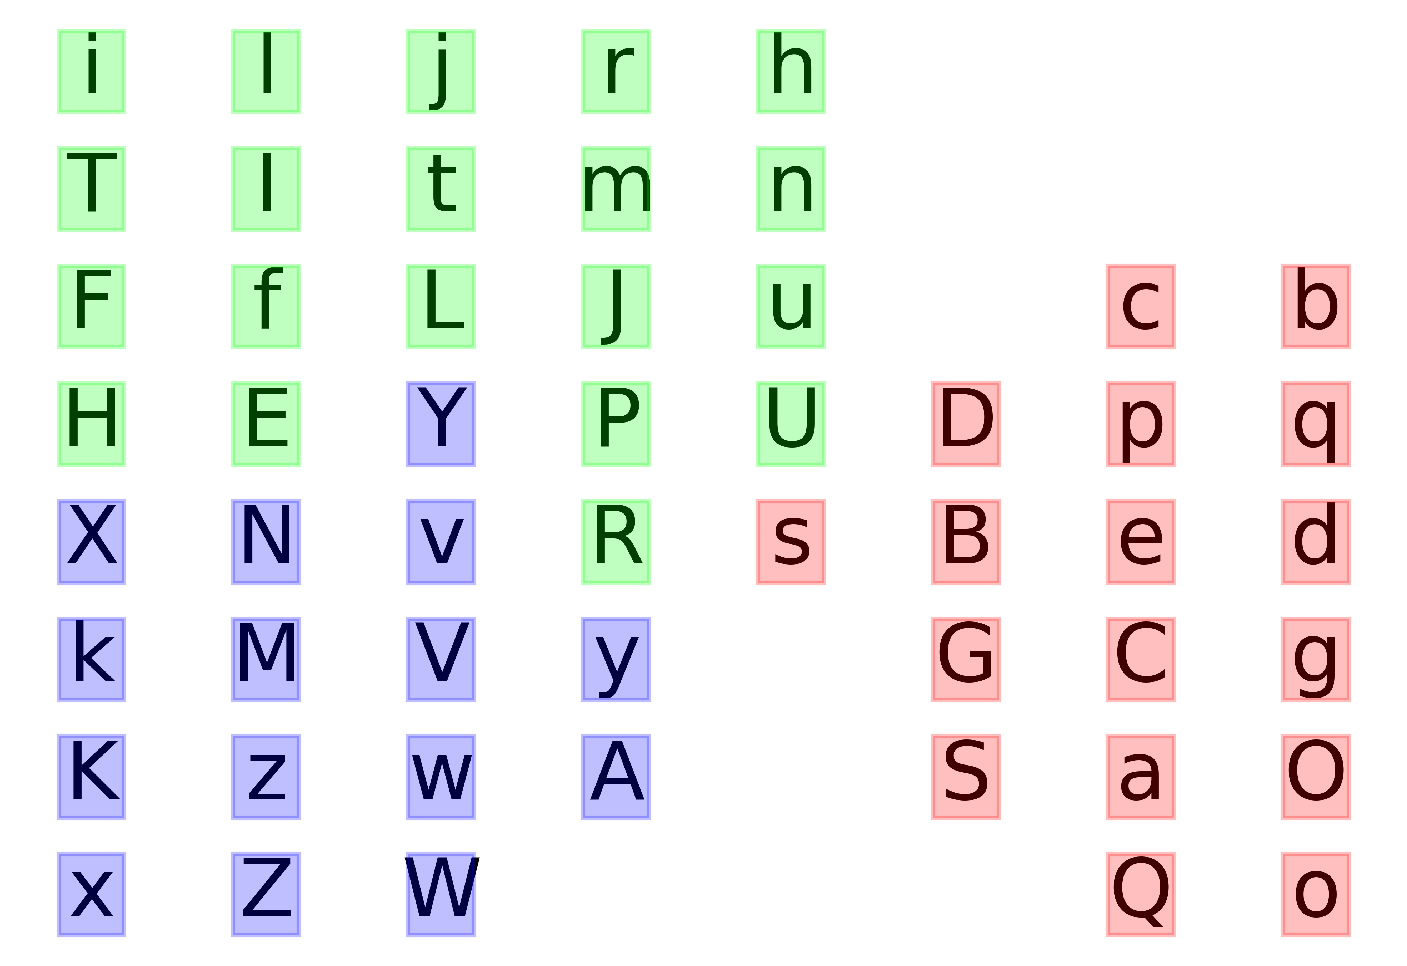 i l j r h
T I t m n
F f L J u c b
H E Y P U D p q
X N v R s B e d
k M V y G C g
K z w A S a O
x Z W Q o